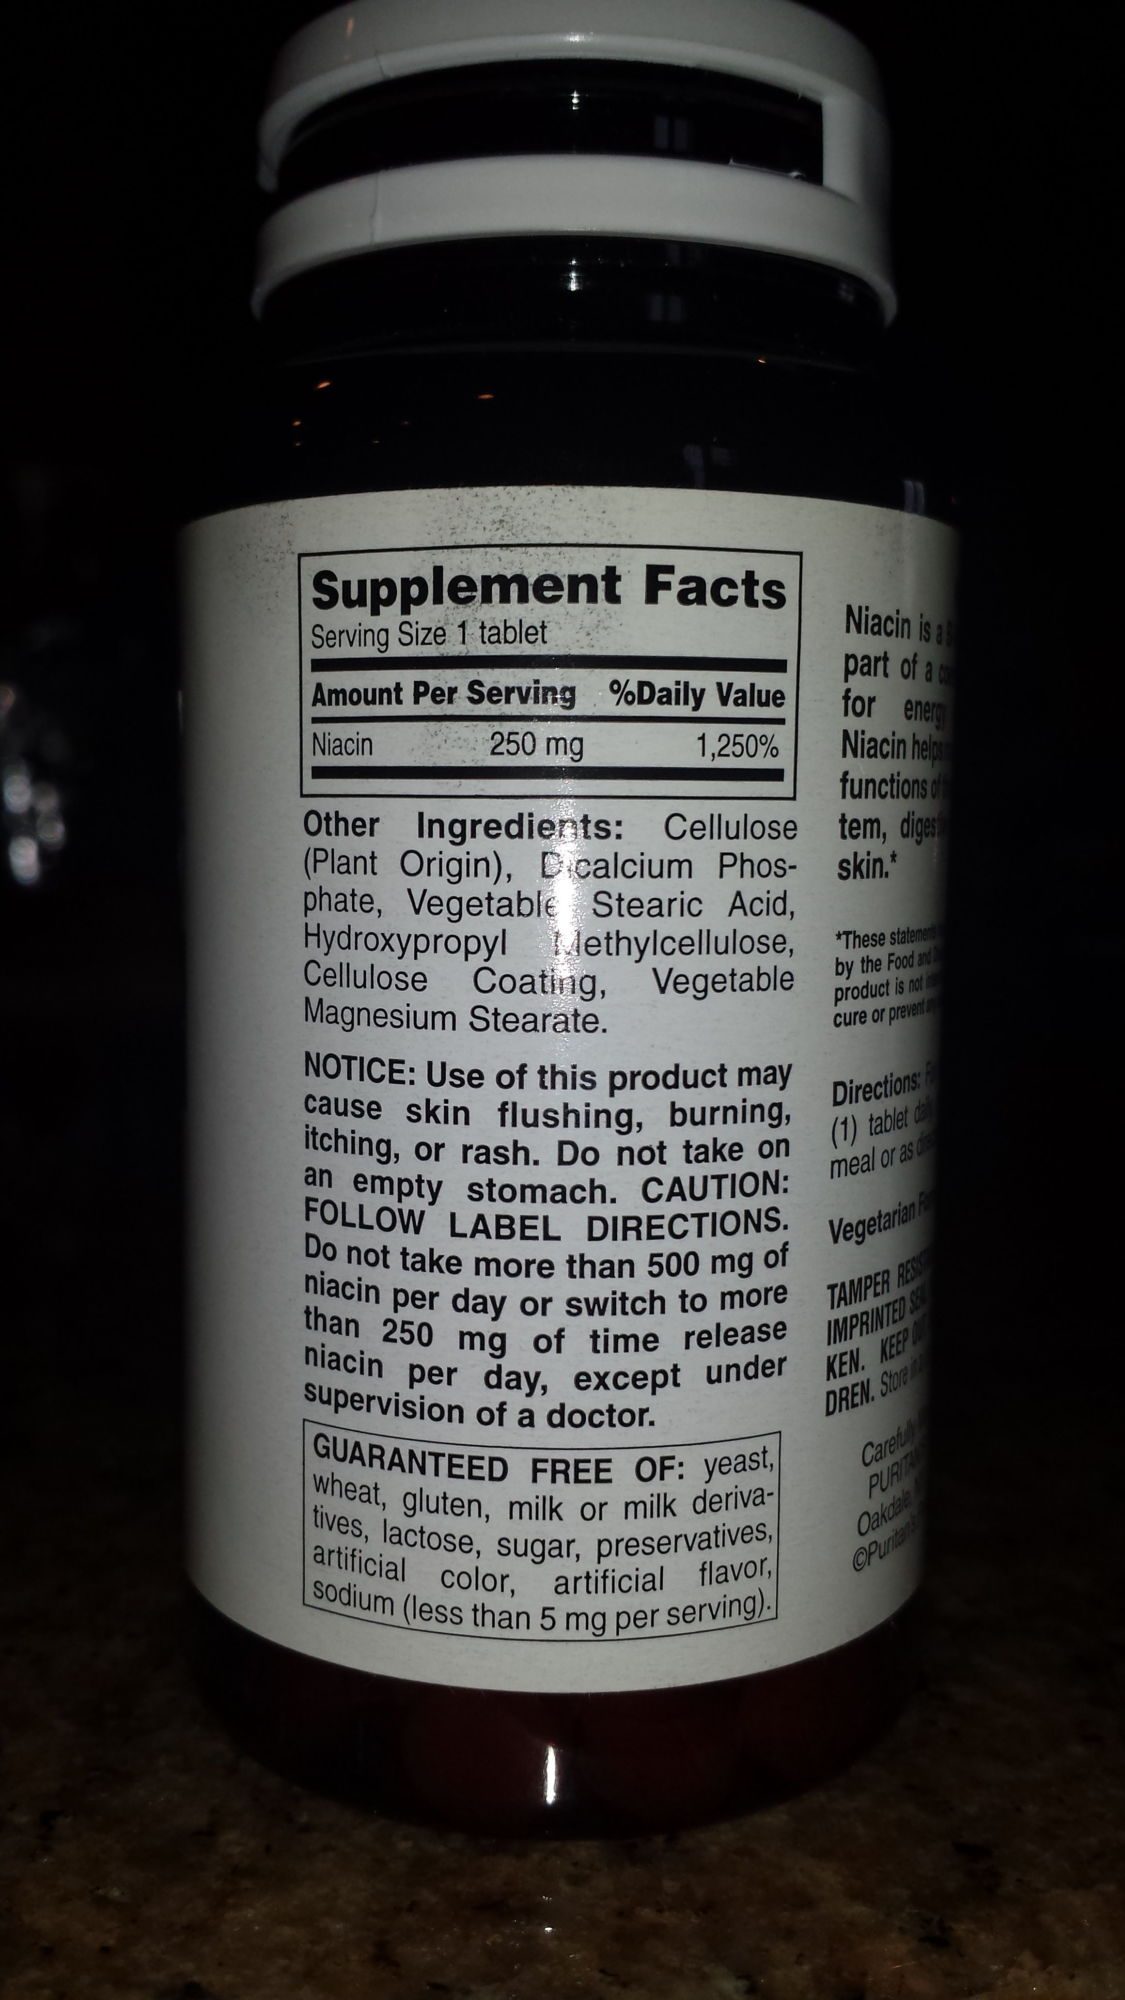 Supplement Facts
Serving Size 1 tablet
Amount Per Serving %Daily Value
Niacin 250 mg 1,250%
Other Ingredients: Cellulose
(Plant Origin), Dicalcium Phos-
phate, Vegetable Stearic Acid,
Hydroxypropyl Methylcellulose,
Cellulose Coating, Vegetable
Magnesium Stearate.
NOTICE: Use of this product may
cause skin flushing, burning,
itching, or rash. Do not take on
an empty stomach. CAUTION:
FOLLOW LABEL DIRECTIONS.
Do not take more than 500 mg of
niacin per day or switch to more
than 250 mg of time release
niacin per day, except under
supervision of a doctor.
GUARANTEED FREE OF: yeast,
wheat, gluten, milk or milk deriva-
tives, lactose, sugar, preservatives,
artificial color, artificial flavor,
sodium (less than 5 mg per serving).
Niacin is a
part of a
for
Niacin helps
functions of
tem,
skin.*
*These
by the Food and
product is not
cure or prevent
Directions:
(1) tablet
meal or as
Vegetarian
TAMPER
IMPRINTED
KEN. KEEP
DREN. Store
Carefully
Oakdale,